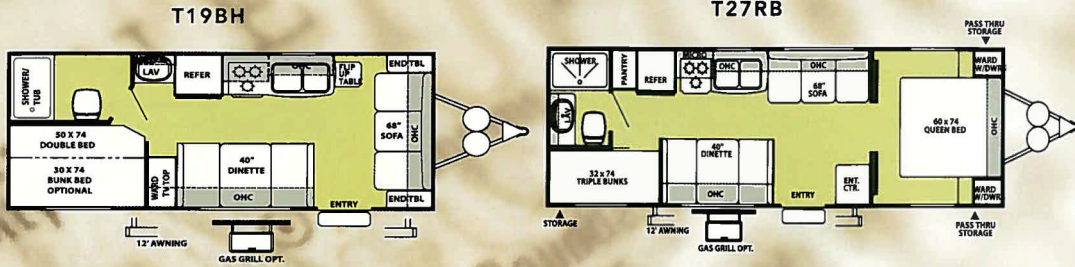 T19BH
SHOWER/
TUB
LAV
REFER
OHC
FLIP
UP
TABLE
END TBL
68"
SOFA
OHC
END TBL
50 X 74
DOUBLE BED
30 X 74
BUNK BED
OPTIONAL
WARD
TV TOP
40"
DINETTE
OHC
ENTRY
12' AWNING
GAS GRILL OPT.
T27RB
PASS THRU
STORAGE
SHOWER
PANTRY
REFER
MICRO
OHC
OHC
68"
SOFA
WARD
W/DWR
LAV
60 x 74
QUEEN BED
OHC
32 x 74
TRIPLE BUNKS
40"
DINETTE
OHC
ENT.
CTR.
ENTRY
WARD
W/DWR
STORAGE
12' AWNING
GAS GRILL OPT.
PASS THRU
STORAGE